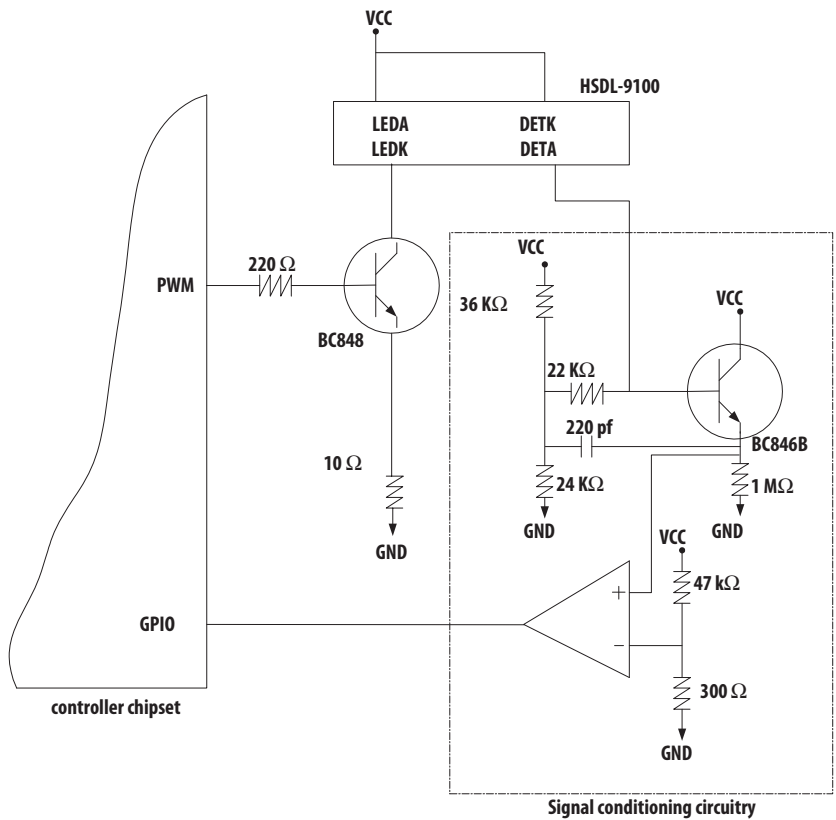 VCC
HSDL-9100
LEDA
DETK
LEDK
DETA
VCC
220 Ω
36 KΩ
VCC
PWM
BC848
22 KΩ
220 pf
BC846B
10 Ω
24 KΩ
1 MΩ
GND
GND
GND
VCC
47 kΩ
+
GPIO
−
300 Ω
controller chipset
GND
Signal conditioning circuitry